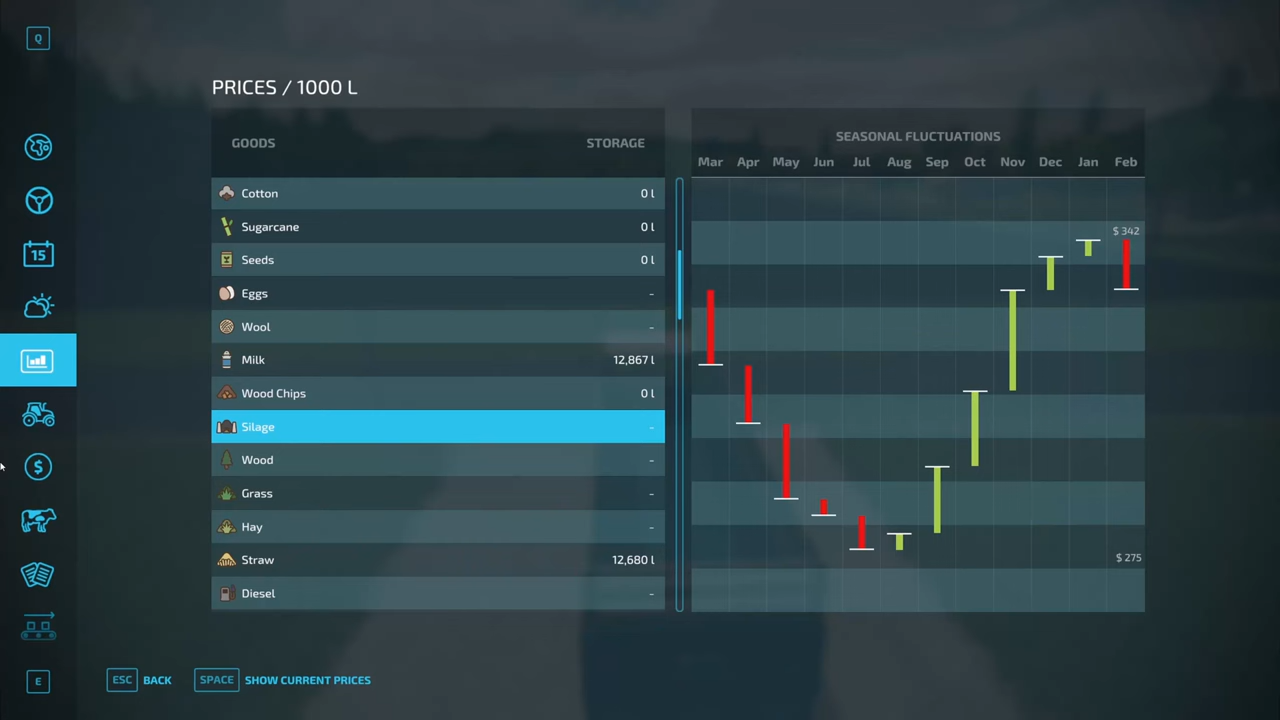 Q
PRICES / 1000 L
GOODS STORAGE
SEASONAL FLUCTUATIONS
Mar Apr May Jun Jul Aug Sep Oct Nov Dec Jan Feb
Cotton 0 l
Sugarcane 0 l
$ 342
Seeds 0 l
15
Eggs -
Wool -
Milk 12,867 l
Wood Chips 0 l
Silage -
Wood -
$
Grass -
Hay -
Straw 12,680 l
$ 275
Diesel -
E
ESC BACK SPACE SHOW CURRENT PRICES